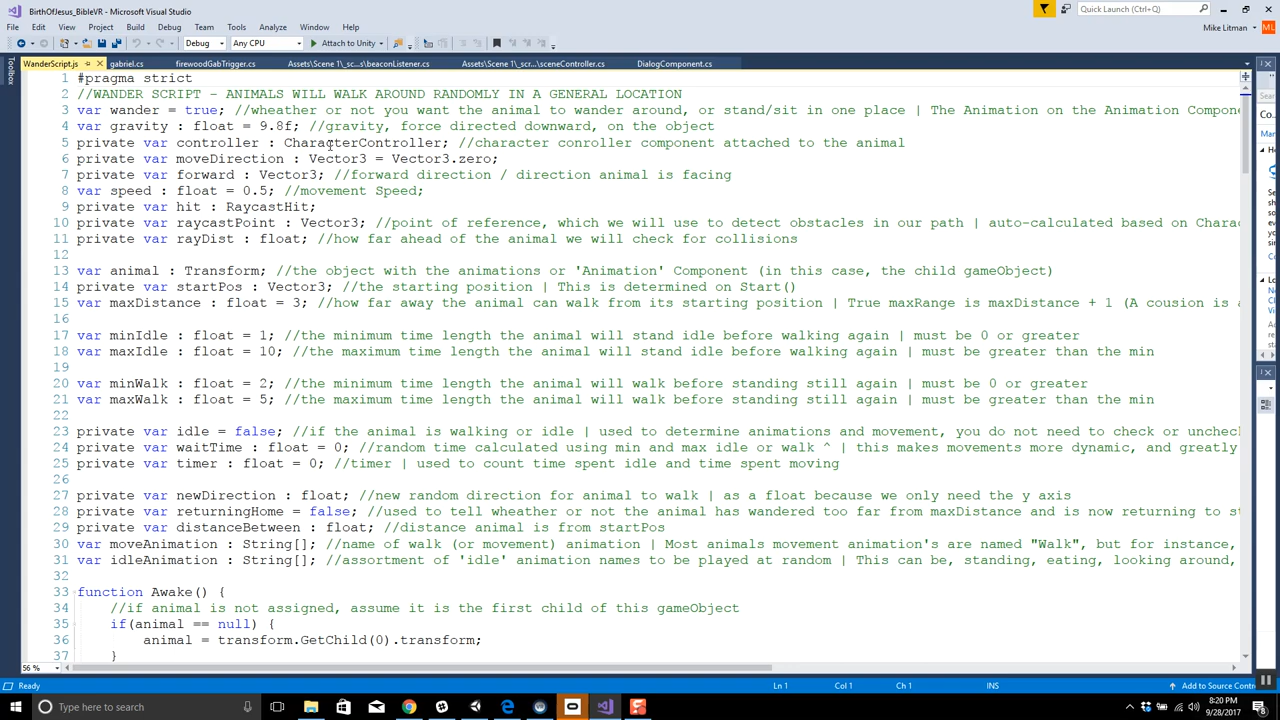 BirthOfJesus_BibleVR - Microsoft Visual Studio
Quick Launch (Ctrl+Q)
File Edit View Project Build Debug Team Tools Analyze Window Help
Mike Litman
ML
Debug Any CPU Attach to Unity
Toolbox
WanderScript.js gabriel.cs firewoodGabTrigger.cs Assets\Scene 1\_s...s\beaconListener.cs Assets\Scene 1\_scr...\sceneController.cs DialogComponent.cs
1 #pragma strict
2 //WANDER SCRIPT - ANIMALS WILL WALK AROUND RANDOMLY IN A GENERAL LOCATION
3 var wander = true; //wheather or not you want the animal to wander around, or stand/sit in one place | The Animation on the Animation Compone
4 var gravity : float = 9.8f; //gravity, force directed downward, on the object
5 private var controller : CharacterController; //character conroller component attached to the animal
6 private var moveDirection : Vector3 = Vector3.zero;
7 private var forward : Vector3; //forward direction / direction animal is facing
8 var speed : float = 0.5; //movement Speed;
9 private var hit : RaycastHit;
10 private var raycastPoint : Vector3; //point of reference, which we will use to detect obstacles in our path | auto-calculated based on Charac
11 private var rayDist : float; //how far ahead of the animal we will check for collisions
12
13 var animal : Transform; //the object with the animations or 'Animation' Component (in this case, the child gameObject)
14 private var startPos : Vector3; //the starting position | This is determined on Start()
15 var maxDistance : float = 3; //how far away the animal can walk from its starting position | True maxRange is maxDistance + 1 (A cousion is a
16
17 var minIdle : float = 1; //the minimum time length the animal will stand idle before walking again | must be 0 or greater
18 var maxIdle : float = 10; //the maximum time length the animal will stand idle before walking again | must be greater than the min
19
20 var minWalk : float = 2; //the minimum time length the animal will walk before standing still again | must be 0 or greater
21 var maxWalk : float = 5; //the maximum time length the animal will walk before standing still again | must be greater than the min
22
23 private var idle = false; //if the animal is walking or idle | used to determine animations and movement, you do not need to check or unchec
24 private var waitTime : float = 0; //random time calculated using min and max idle or walk ^ | this makes movements more dynamic, and greatly
25 private var timer : float = 0; //timer | used to count time spent idle and time spent moving
26
27 private var newDirection : float; //new random direction for animal to walk | as a float because we only need the y axis
28 private var returningHome = false; //used to tell wheather or not the animal has wandered too far from maxDistance and is now returning to st
29 private var distanceBetween : float; //distance animal is from startPos
30 var moveAnimation : String[]; //name of walk (or movement) animation | Most animals movement animation's are named "Walk", but for instance,
31 var idleAnimation : String[]; //assortment of 'idle' animation names to be played at random | This can be, standing, eating, looking around,
32
33 function Awake() {
34 //if animal is not assigned, assume it is the first child of this gameObject
35 if(animal == null) {
36 animal = transform.GetChild(0).transform;
37 }
56 %
Ready Ln 1 Col 1 Ch 1 INS Add to Source Contr
Type here to search
8:20 PM
9/28/2017